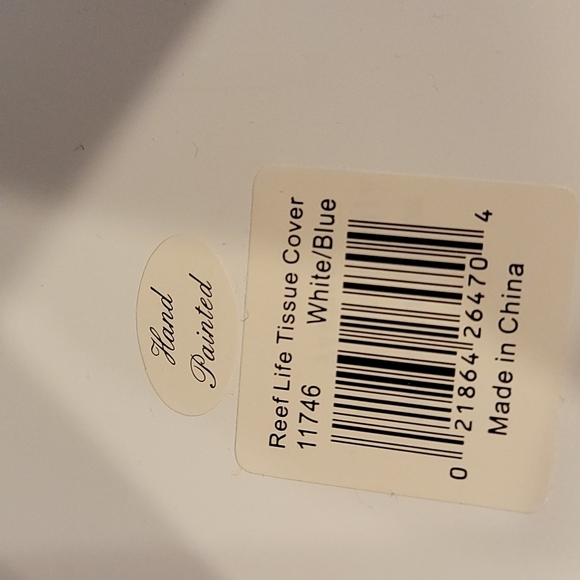 Hand
Painted
Reef Life Tissue Cover
11746 White/Blue
0 21864 26470 4
Made in China